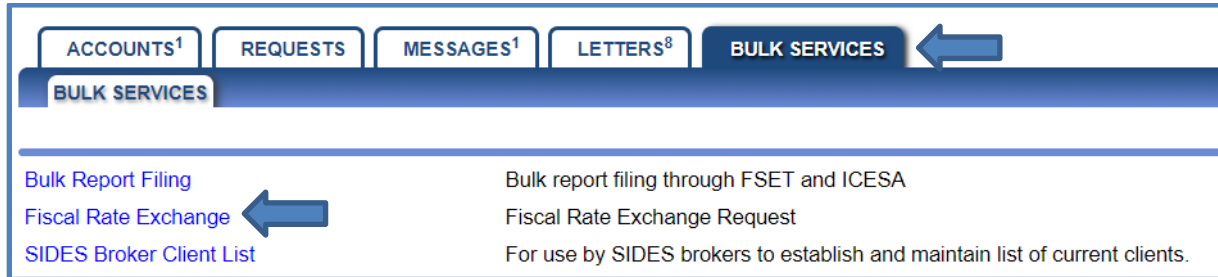 ACCOUNTS¹ REQUESTS MESSAGES¹ LETTERS⁸ BULK SERVICES
BULK SERVICES
Bulk Report Filing Bulk report filing through FSET and ICESA
Fiscal Rate Exchange Fiscal Rate Exchange Request
SIDES Broker Client List For use by SIDES brokers to establish and maintain list of current clients.